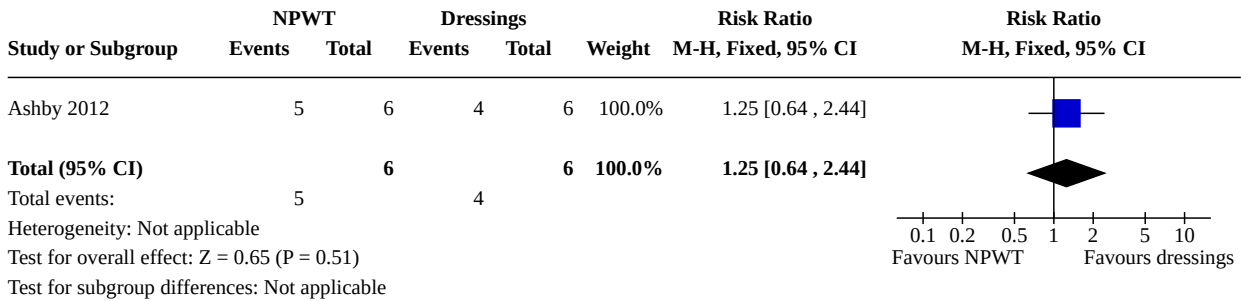 NPWT Dressings Risk Ratio Risk Ratio
Study or Subgroup Events Total Events Total Weight M-H, Fixed, 95% CI M-H, Fixed, 95% CI
Ashby 2012 5 6 4 6 100.0% 1.25 [0.64 , 2.44]
Total (95% CI) 6 6 100.0% 1.25 [0.64 , 2.44]
Total events: 5 4
Heterogeneity: Not applicable
0.1 0.2 0.5 1 2 5 10
Test for overall effect: Z = 0.65 (P = 0.51) Favours NPWT Favours dressings
Test for subgroup differences: Not applicable